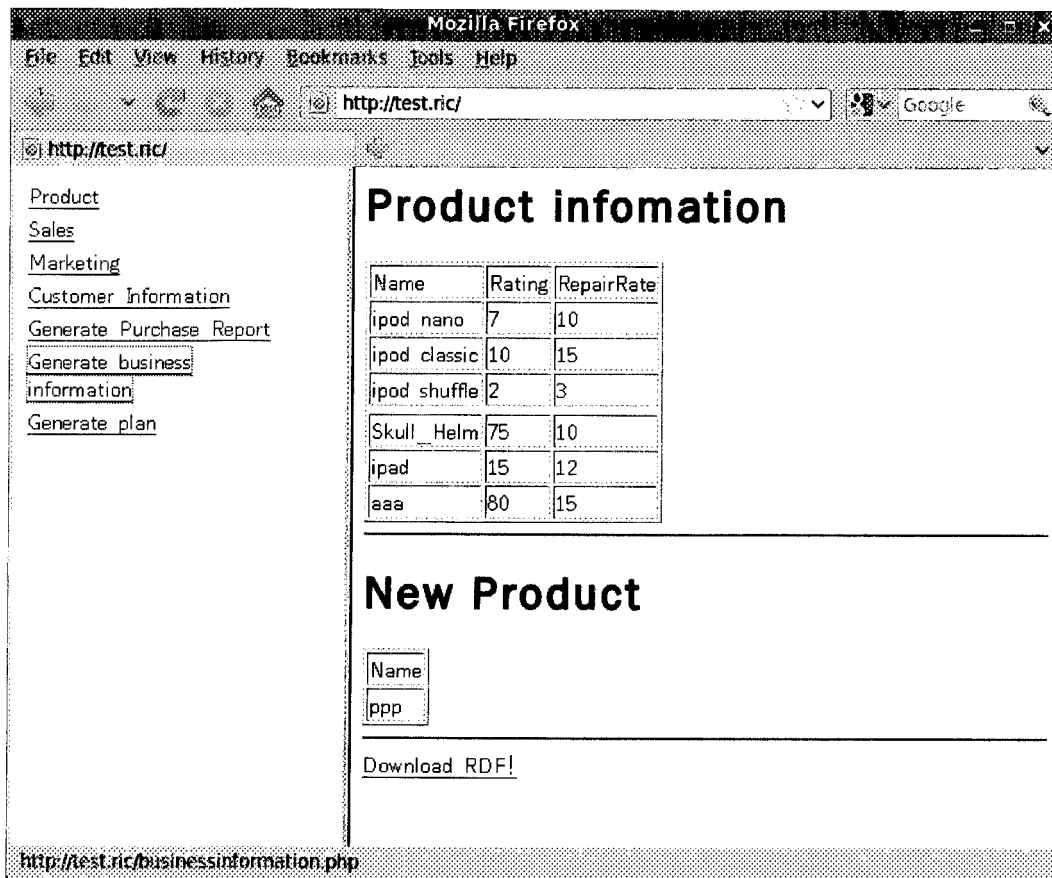 Mozilla Firefox
File Edit View History Bookmarks Tools Help
http://test.ric/
Google
http://test.ric/
Product
Sales
Marketing
Customer Information
Generate Purchase Report
Generate business
information
Generate plan
Product infomation
Name Rating RepairRate
ipod nano 7 10
ipod classic 10 15
ipod shuffle 2 3
Skull_Helm 75 10
ipad 15 12
aaa 80 15
New Product
Name
ppp
Download RDF!
http://test.ric/businessinformation.php